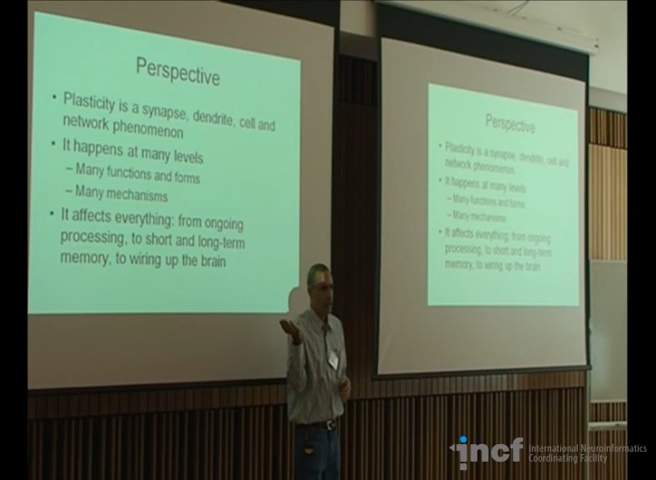 Perspective
• Plasticity is a synapse, dendrite, cell and
network phenomenon
• It happens at many levels
– Many functions and forms
– Many mechanisms
• It affects everything: from ongoing
processing, to short and long-term
memory, to wiring up the brain
Perspective
• Plasticity is a synapse, dendrite, cell and
network phenomenon
• It happens at many levels
– Many functions and forms
– Many mechanisms
• It affects everything: from ongoing
processing, to short and long-term
memory, to wiring up the brain
incf International Neuroinformatics
Coordinating Facility